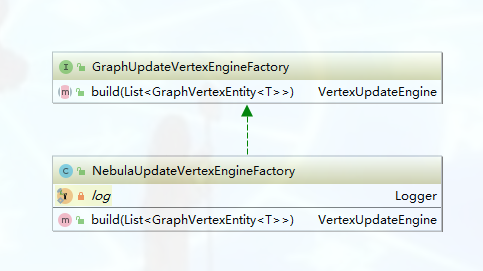 I GraphUpdateVertexEngineFactory
m build(List<GraphVertexEntity<T>>) VertexUpdateEngine
C NebulaUpdateVertexEngineFactory
log Logger
m build(List<GraphVertexEntity<T>>) VertexUpdateEngine